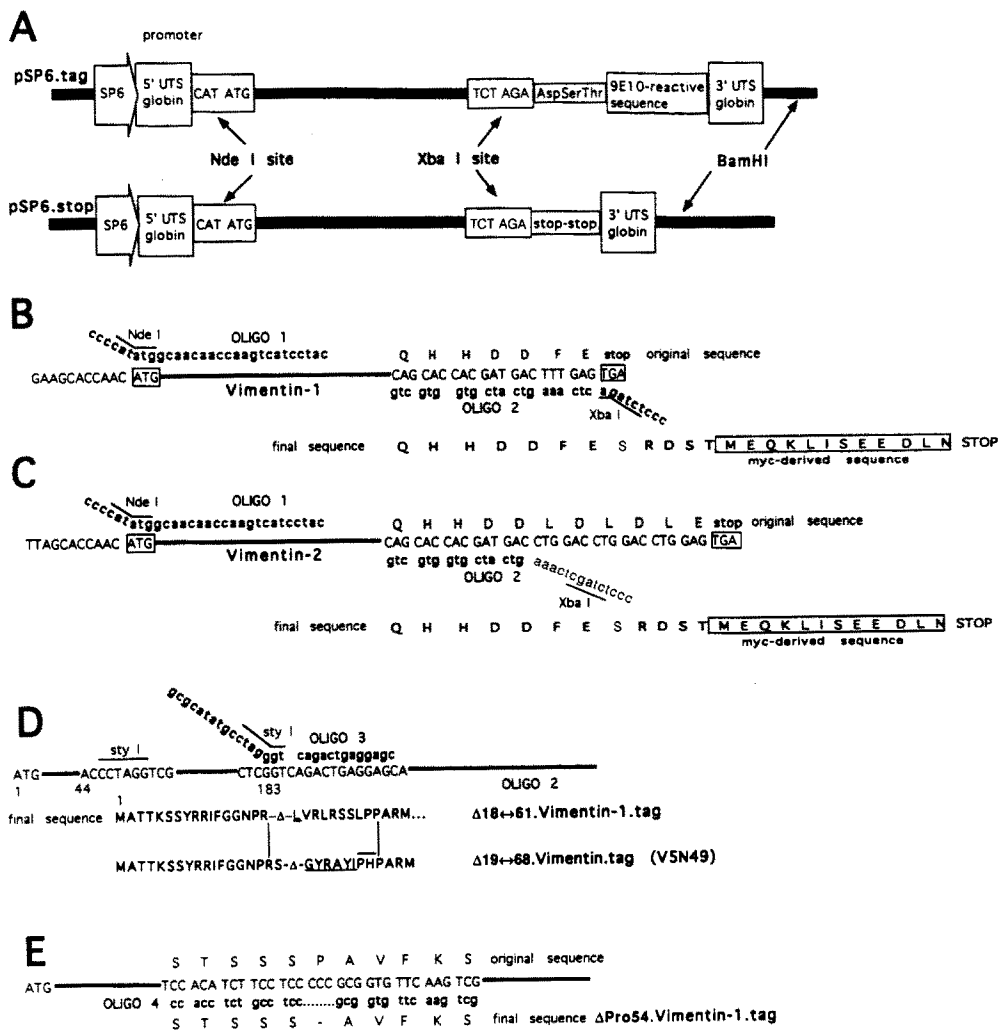 A
promoter
pSP6.tag
SP6
5' UTS globin
CAT ATG
TCT AGA
AspSerThr
9E10-reactive sequence
3' UTS globin
Nde I site
Xba I site
BamHI
pSP6.stop
SP6
5' UTS globin
CAT ATG
TCT AGA
stop-stop
3' UTS globin
B
Nde I
OLIGO 1
ccccatatggcaacaaccaagtcatcctac
Q H H D D F E stop original sequence
GAAGCACCAAC ATG
Vimentin-1
CAG CAC CAC GAT GAC TTT GAG TGA
gtc gtg gtg cta ctg aaa ctc agatctccc
OLIGO 2
Xba I
final sequence Q H H D D F E S R D S T M E Q K L I S E E D L N STOP
myc-derived sequence
C
Nde I
OLIGO 1
ccccatatggcaacaaccaagtcatcctac
Q H H D D L D L D L E stop original sequence
TTAGCACCAAC ATG
Vimentin-2
CAG CAC CAC GAT GAC CTG GAC CTG GAC CTG GAG TGA
gtc gtg gtg cta ctg aaactcgatctccc
OLIGO 2
Xba I
final sequence Q H H D D F E S R D S T M E Q K L I S E E D L N STOP
myc-derived sequence
D
gcgcatatgcctagggt cagactgaggagc
sty I
OLIGO 3
sty I
ATG ACCCTAGGTCG CTCGGTCAGACTGAGGAGCA
OLIGO 2
1 44 183
1
final sequence MATTKSSYRRIFGGNPR-Δ-LVRLRSSLPPARM... Δ18↔61.Vimentin-1.tag
MATTKSSYRRIFGGNPRS-Δ-GYRAYIPHPARM Δ19↔68.Vimentin.tag (V5N49)
E
S T S S S P A V F K S original sequence
ATG TCC ACA TCT TCC TCC CCC GCG GTG TTC AAG TCG
OLIGO 4 cc acc tct gcc tcc........gcg gtg ttc aag tcg
S T S S S - A V F K S final sequence ΔPro54.Vimentin-1.tag